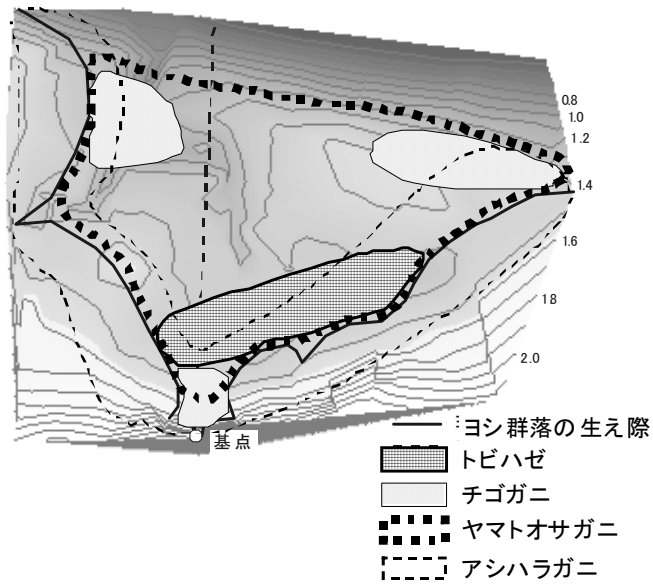 0.8
1.0
1.2
1.4
1.6
18
2.0
基点
ヨシ群落の生え際
トビハゼ
チゴガニ
ヤマトオサガニ
アシハラガニ